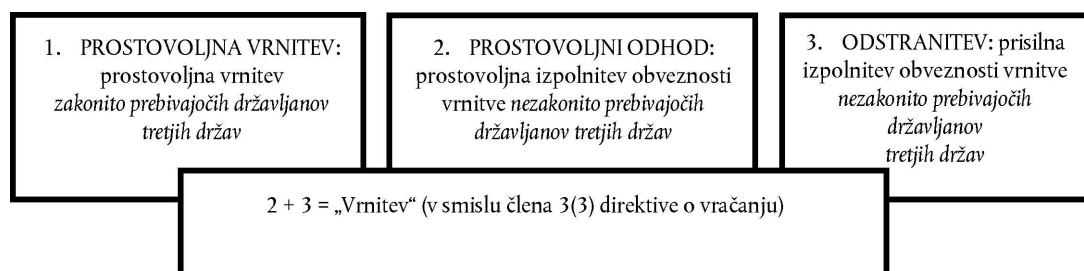 1. PROSTOVOLJNA VRNITEV:
prostovoljna vrnitev
zakonito prebivajočih državljanov
tretjih držav
2. PROSTOVOLJNI ODHOD:
prostovoljna izpolnitev obveznosti
vrnitve nezakonito prebivajočih
državljanov tretjih držav
3. ODSTRANITEV: prisilna
izpolnitev obveznosti vrnitve
nezakonito prebivajočih
državljanov
tretjih držav
2 + 3 = „Vrnitev“ (v smislu člena 3(3) direktive o vračanju)